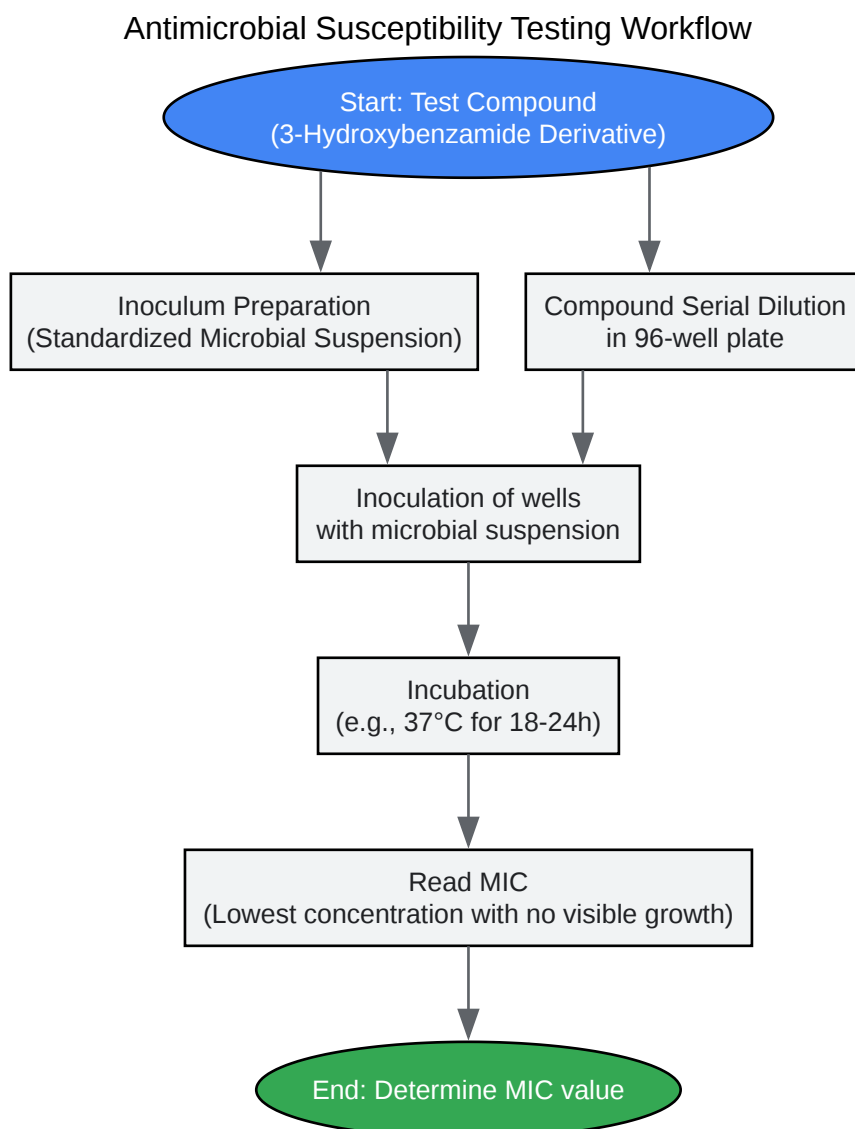 Antimicrobial Susceptibility Testing Workflow
Start: Test Compound
(3-Hydroxybenzamide Derivative)
Inoculum Preparation
(Standardized Microbial Suspension)
Compound Serial Dilution
in 96-well plate
Inoculation of wells
with microbial suspension
Incubation
(e.g., 37°C for 18-24h)
Read MIC
(Lowest concentration with no visible growth)
End: Determine MIC value